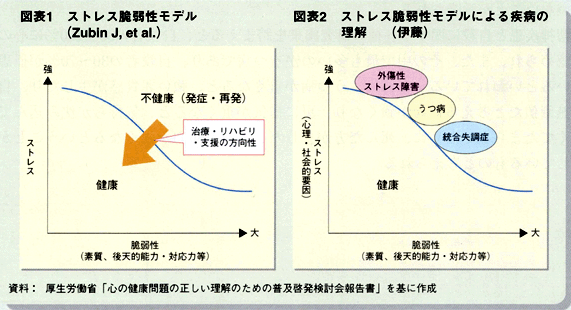 図表1 ストレス脆弱性モデル
(Zubin J, et al.)
強
ストレス
不健康（発症・再発）
治療・リハビリ
・支援の方向性
健康
大
脆弱性
（素質、後天的能力・対応力等）
図表2 ストレス脆弱性モデルによる疾病の
理解 （伊藤）
強
ストレス
（心理・社会的要因）
外傷性
ストレス障害
うつ病
統合失調症
健康
大
脆弱性
（素質、後天的能力・対応力等）
資料： 厚生労働省「心の健康問題の正しい理解のための普及啓発検討会報告書」を基に作成